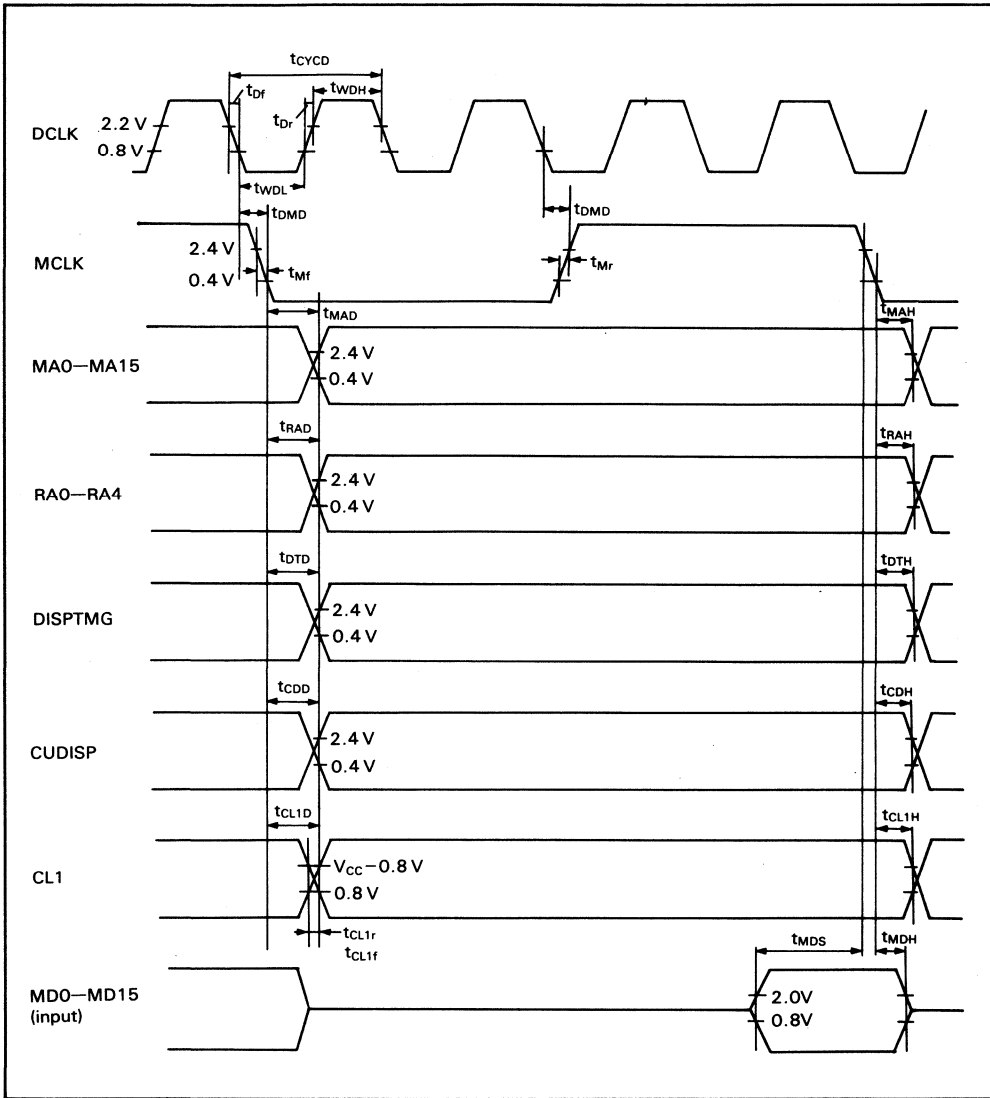 tCYCD
tDf
tWDH
tDr
DCLK
2.2 V
0.8 V
tWDL
tDMD
tDMD
MCLK
2.4 V
0.4 V
tMf
tMr
tMAD
tMAH
MA0—MA15
2.4 V
0.4 V
tRAD
tRAH
RA0—RA4
2.4 V
0.4 V
tDTD
tDTH
DISPTMG
2.4 V
0.4 V
tCDD
tCDH
CUDISP
2.4 V
0.4 V
tCL1D
tCL1H
CL1
VCC−0.8 V
0.8 V
tCL1r
tCL1f
tMDS
tMDH
MD0—MD15
(input)
2.0V
0.8V